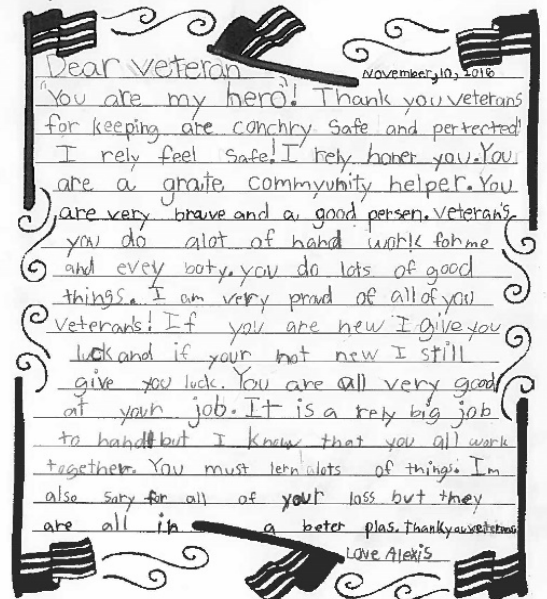 Dear veteran
November, 10, 2016
"You are my hero"! Thank you veterans
for keeping are conchry safe and pertected!
I rely feel safe! I rely honer you. You
are a grate commyunity helper. You
are very brave and a good persen. veteran's
you do alot of hand work for me
and evey boty. you do lots of good
things. I am very proud of all of you
veterans! If you are new I give you
luck and if your not new I still
give you luck. You are all very good
at your job. It is a rely big job
to handl but I know that you all work
together. You must lern alots of things. I'm
also sary for all of your loss but they
are all in a beter plas. thank you veterans
Love Alexis